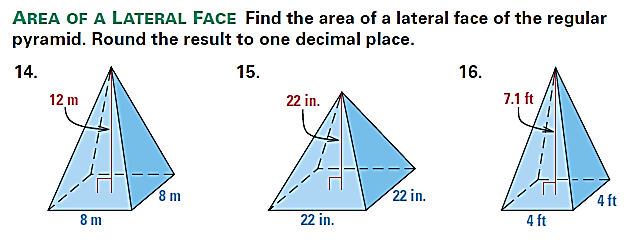 AREA OF A LATERAL FACE Find the area of a lateral face of the regular
pyramid. Round the result to one decimal place.
14.
12 m
8 m
8 m
15.
22 in.
22 in.
22 in.
16.
7.1 ft
4 ft
4 ft